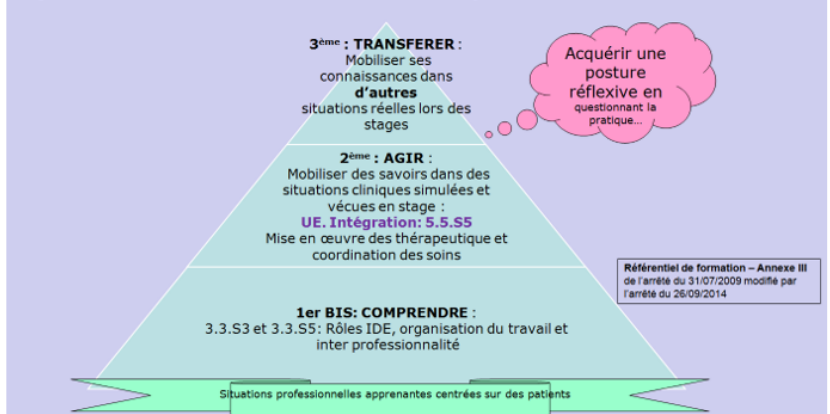 3ème : TRANSFERER :
Mobiliser ses
connaissances dans
d'autres
situations réelles lors des
stages
Acquérir une
posture
réflexive en
questionnant la
pratique...
2ème : AGIR :
Mobiliser des savoirs dans des
situations cliniques simulées et
vécues en stage :
UE. Intégration: 5.5.S5
Mise en œuvre des thérapeutique et
coordination des soins
Référentiel de formation – Annexe III
de l'arrêté du 31/07/2009 modifié par
l'arrêté du 26/09/2014
1er BIS: COMPRENDRE :
3.3.S3 et 3.3.S5: Rôles IDE, organisation du travail et
inter professionnalité
Situations professionnelles apprenantes centrées sur des patients